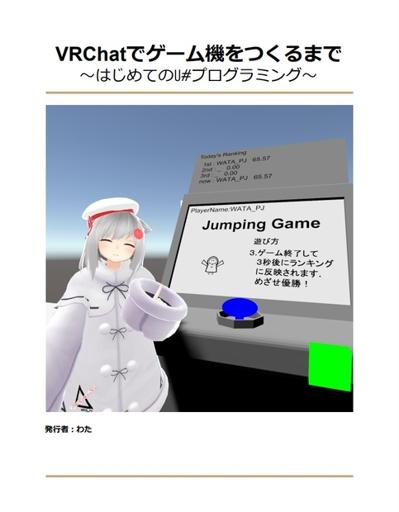 VRChatでゲーム機をつくるまで
～はじめてのU#プログラミング～
Today's Ranking
1st : WATA_PJ 65.57
2nd : _ 0.00
3rd : _ 0.00
now : WATA_PJ 65.57
PlayerName:WATA_PJ
Jumping Game
遊び方
3.ゲーム終了して
3秒後にランキング
に反映されます.
めざせ優勝！
発行者：わた